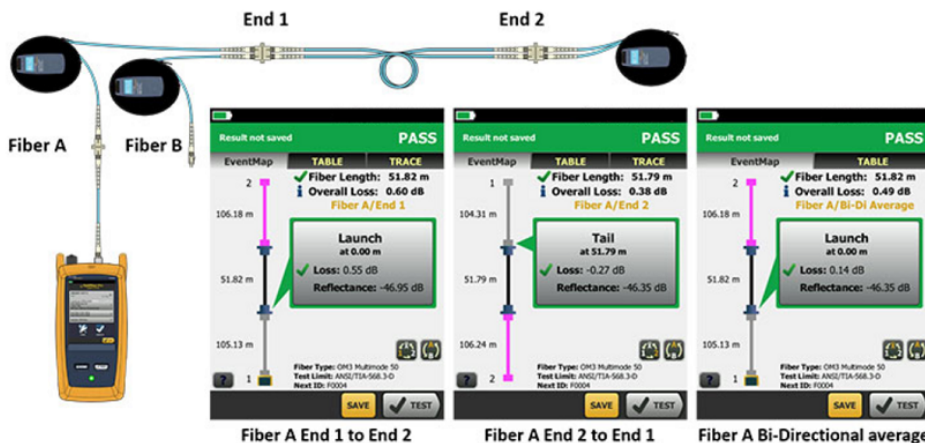 End 1
End 2
Fiber A
Fiber B
Result not saved PASS
EventMap TABLE TRACE
Fiber Length: 51.82 m
Overall Loss: 0.60 dB
Fiber A/End 1
2
106.18 m
Launch
at 0.00 m
Loss: 0.55 dB
Reflectance: -46.95 dB
51.82 m
105.13 m
Fiber Type: OM3 Multimode 50
Test Limit: ANSI/TIA-568.3-D
Next ID: F0004
1
?
SAVE TEST
Fiber A End 1 to End 2
Result not saved PASS
EventMap TABLE TRACE
Fiber Length: 51.79 m
Overall Loss: 0.38 dB
Fiber A/End 2
1
104.31 m
Tail
at 51.79 m
Loss: -0.27 dB
Reflectance: -46.35 dB
51.79 m
106.24 m
Fiber Type: OM3 Multimode 50
Test Limit: ANSI/TIA-568.3-D
Next ID: F0004
2
?
SAVE TEST
Fiber A End 2 to End 1
Result not saved PASS
EventMap TABLE TRACE
Fiber Length: 51.82 m
Overall Loss: 0.49 dB
Fiber A/Bi-Di Average
2
106.18 m
Launch
at 0.00 m
Loss: 0.14 dB
Reflectance: -46.35 dB
51.82 m
105.13 m
Fiber Type: OM3 Multimode 50
Test Limit: ANSI/TIA-568.3-D
Next ID: F0004
1
?
SAVE TEST
Fiber A Bi-Directional average